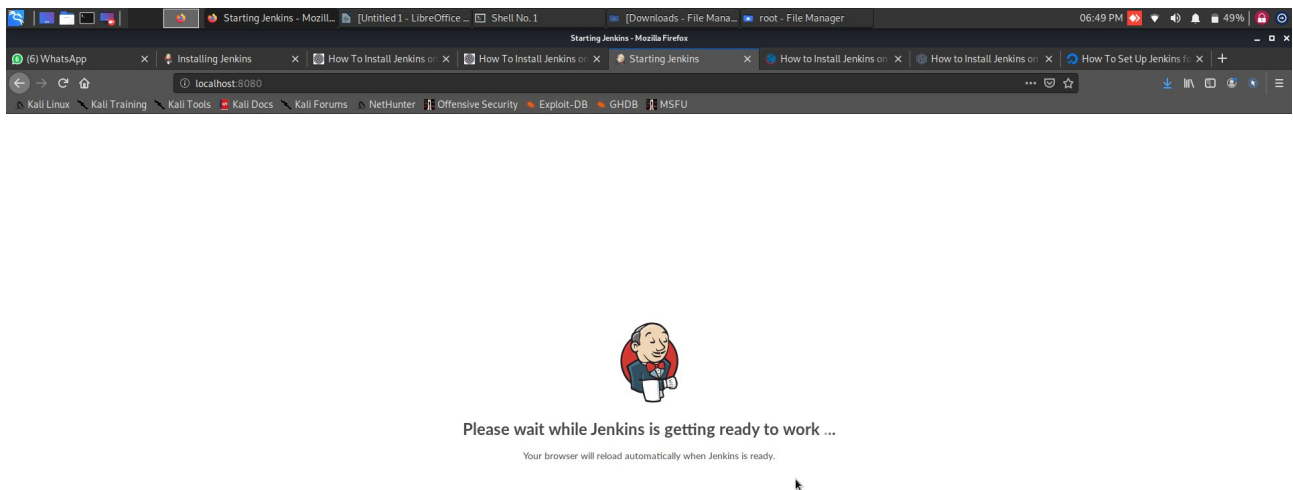 Starting Jenkins - Mozill...
[Untitled 1 - LibreOffice ...
Shell No. 1
[Downloads - File Mana...
root - File Manager
06:49 PM
49%
Starting Jenkins - Mozilla Firefox
(6) WhatsApp
Installing Jenkins
How To Install Jenkins on
How To Install Jenkins on
Starting Jenkins
How to Install Jenkins on
How to Install Jenkins on
How To Set Up Jenkins fo
localhost:8080
Kali Linux
Kali Training
Kali Tools
Kali Docs
Kali Forums
NetHunter
Offensive Security
Exploit-DB
GHDB
MSFU
Please wait while Jenkins is getting ready to work ...
Your browser will reload automatically when Jenkins is ready.